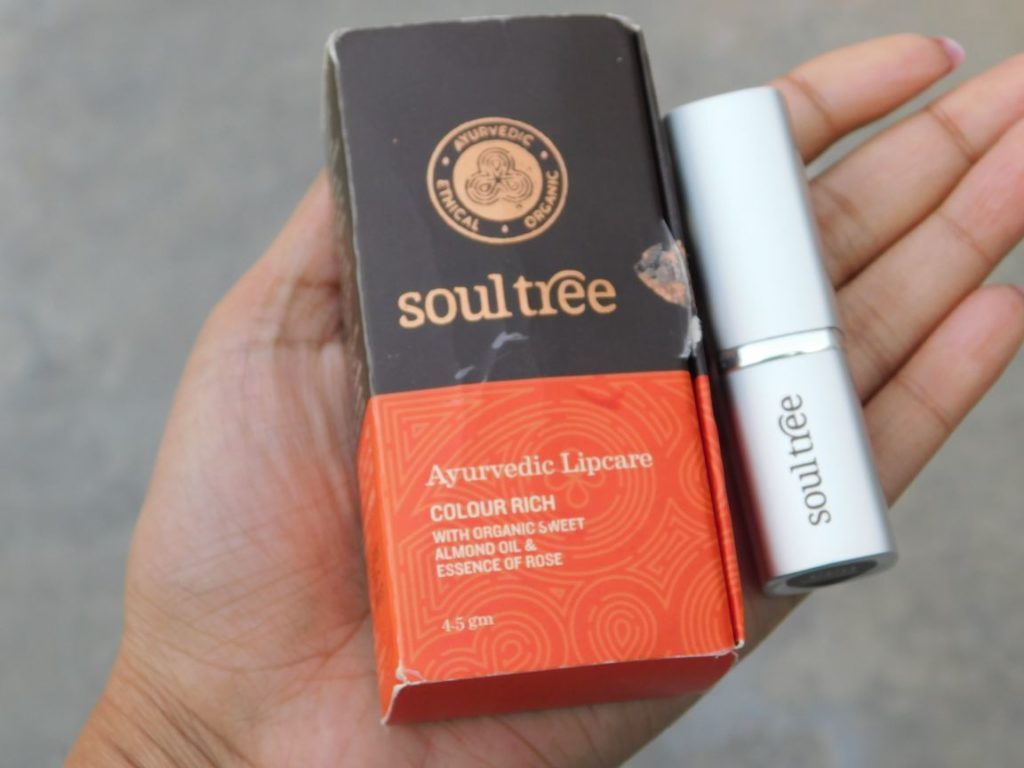 AYURVEDIC
ORGANIC
ETHICAL
soultree
Ayurvedic Lipcare
COLOUR RICH
WITH ORGANIC SWEET
ALMOND OIL &
ESSENCE OF ROSE
4.5 gm
soultree